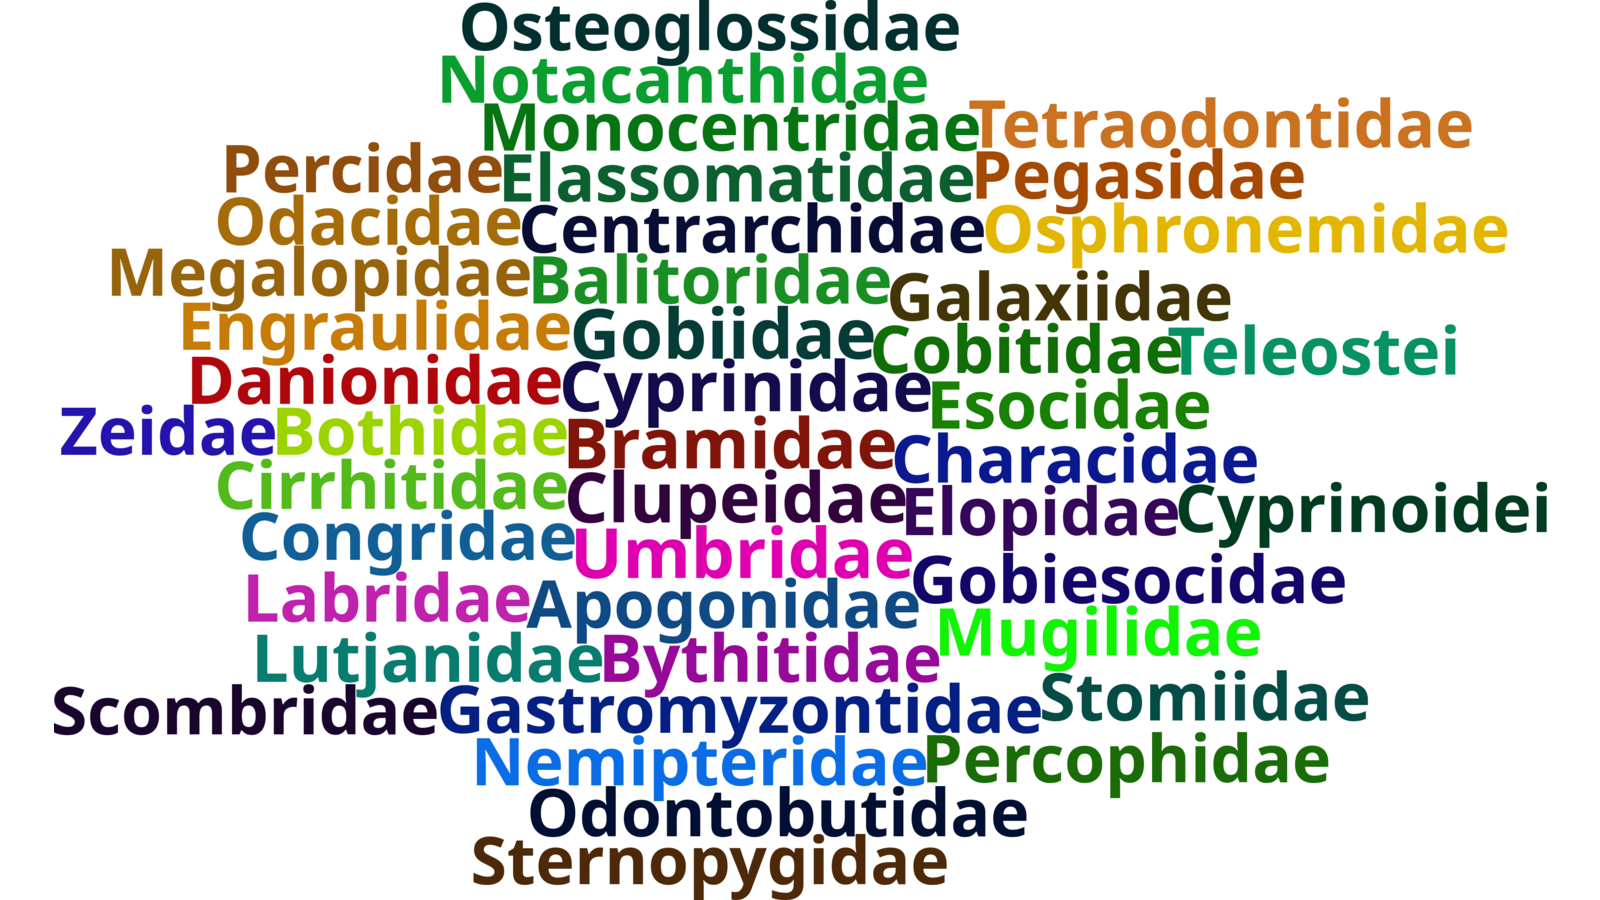 Osteoglossidae
Notacanthidae
Monocentridae Tetraodontidae
Percidae Elassomatidae Pegasidae
Odacidae Centrarchidae Osphronemidae
Megalopidae Balitoridae Galaxiidae
Engraulidae Gobiidae Cobitidae Teleostei
Danionidae Cyprinidae Esocidae
Zeidae Bothidae Bramidae Characidae
Cirrhitidae Clupeidae Elopidae Cyprinoidei
Congridae Umbridae Gobiesocidae
Labridae Apogonidae Mugilidae
Lutjanidae Bythitidae
Scombridae Gastromyzontidae Stomiidae
Nemipteridae Percophidae
Odontobutidae
Sternopygidae